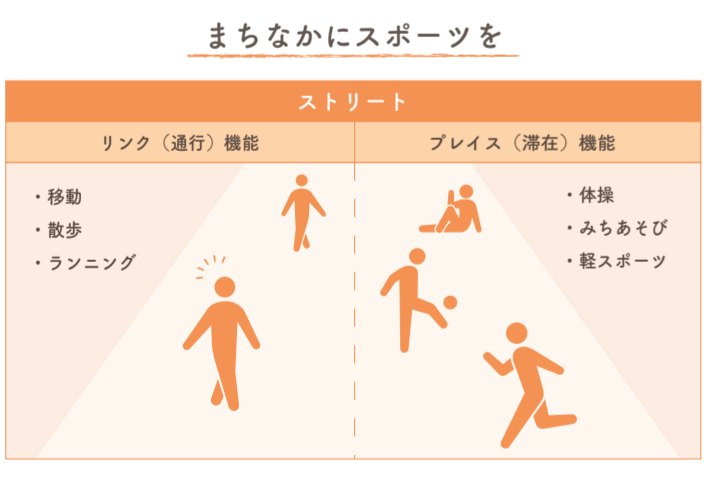 まちなかにスポーツを
ストリート
リンク（通行）機能
プレイス（滞在）機能
・移動
・散歩
・ランニング
・体操
・みちあそび
・軽スポーツ